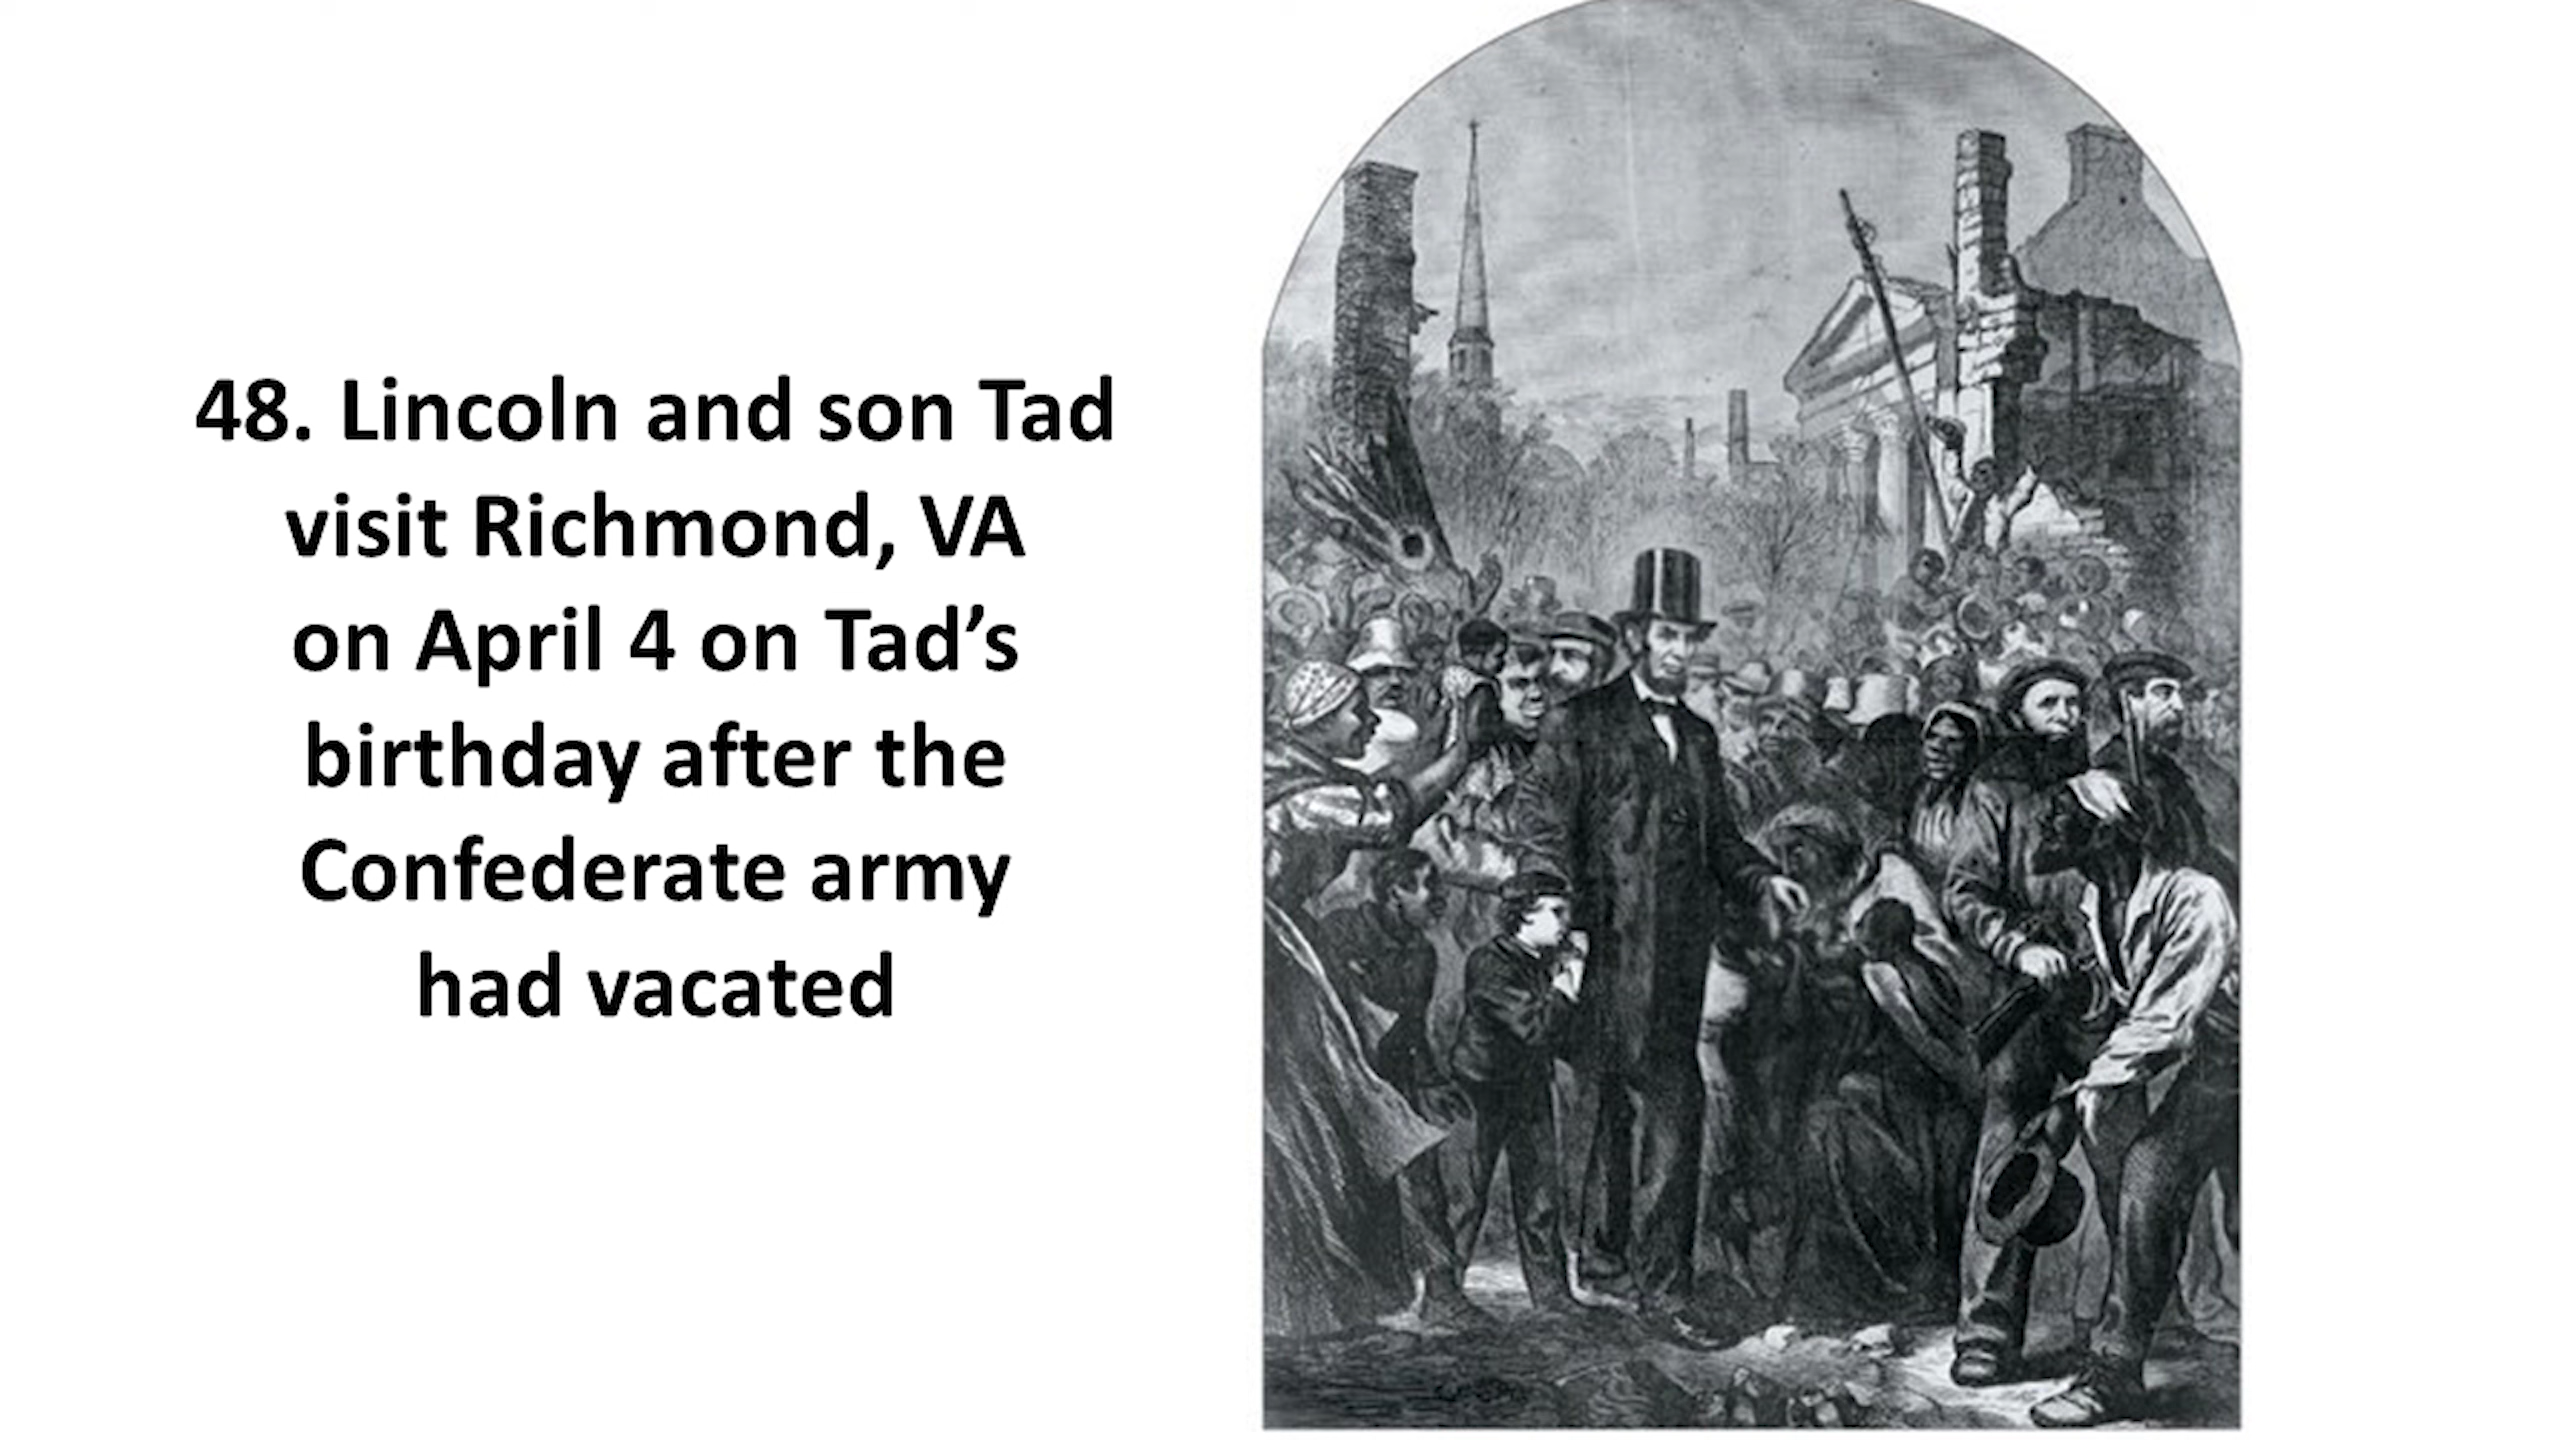 48. Lincoln and son Tad
visit Richmond, VA
on April 4 on Tad’s
birthday after the
Confederate army
had vacated